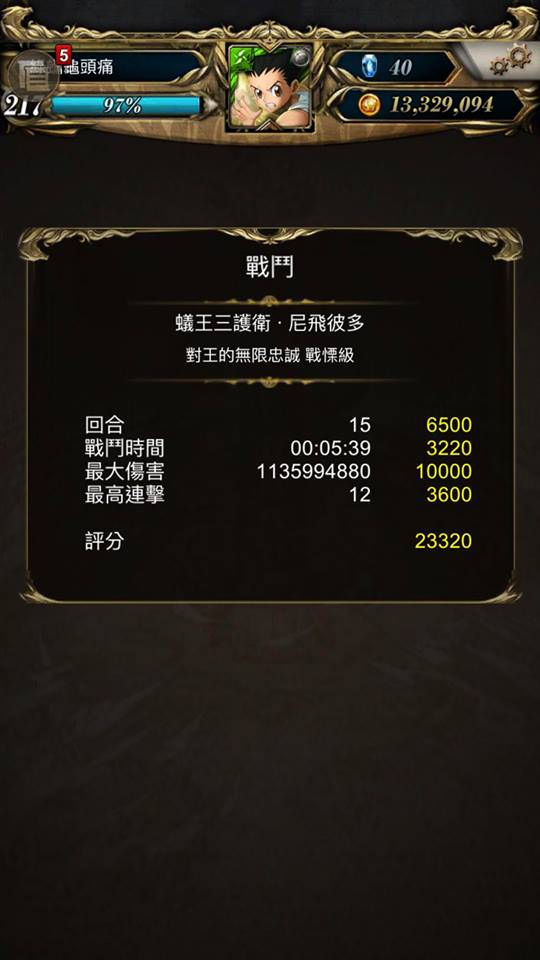 5
龜頭痛
40
217
97%
13,329,094
戰鬥
蟻王三護衛 · 尼飛彼多
對王的無限忠誠 戰慄級
回合 15 6500
戰鬥時間 00:05:39 3220
最大傷害 1135994880 10000
最高連擊 12 3600
評分 23320